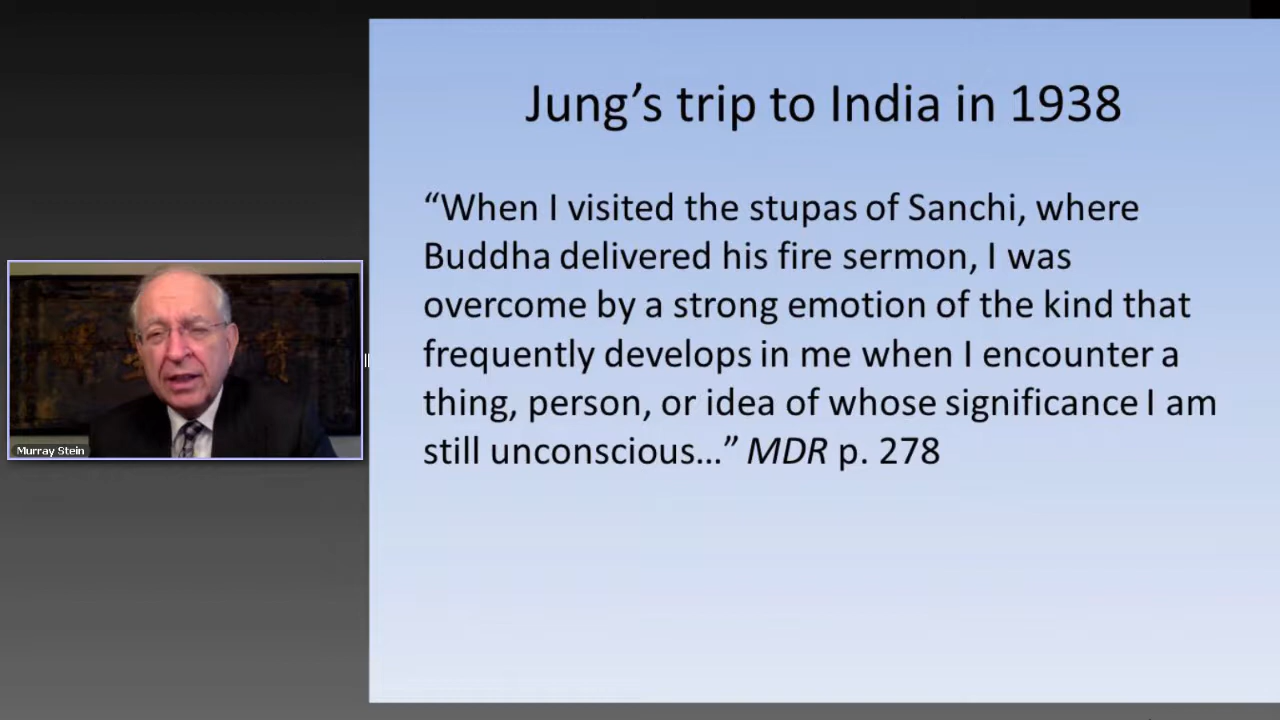 Jung’s trip to India in 1938
“When I visited the stupas of Sanchi, where
Buddha delivered his fire sermon, I was
overcome by a strong emotion of the kind that
frequently develops in me when I encounter a
thing, person, or idea of whose significance I am
still unconscious…” MDR p. 278
Murray Stein